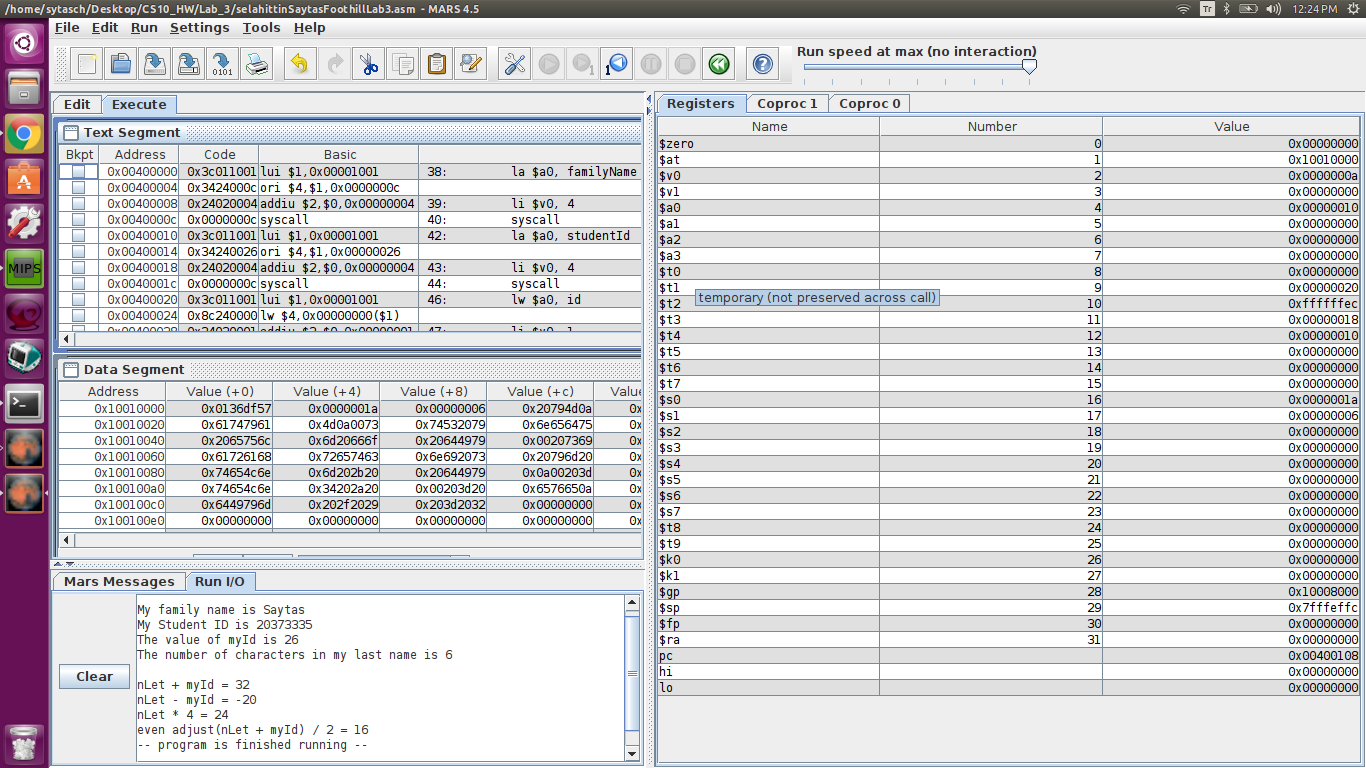 /home/sytasch/Desktop/CS10_HW/Lab_3/selahittinSaytasFoothillLab3.asm - MARS 4.5
Tr 12:24 PM
File Edit Run Settings Tools Help
Run speed at max (no interaction)
Edit Execute
Text Segment
Bkpt Address Code Basic
0x00400000 0x3c011001 lui $1,0x00001001 38: la $a0, familyName
0x00400004 0x3424000c ori $4,$1,0x0000000c
0x00400008 0x24020004 addiu $2,$0,0x00000004 39: li $v0, 4
0x0040000c 0x0000000c syscall 40: syscall
0x00400010 0x3c011001 lui $1,0x00001001 42: la $a0, studentId
0x00400014 0x34240026 ori $4,$1,0x00000026
0x00400018 0x24020004 addiu $2,$0,0x00000004 43: li $v0, 4
0x0040001c 0x0000000c syscall 44: syscall
0x00400020 0x3c011001 lui $1,0x00001001 46: lw $a0, id
0x00400024 0x8c240000 lw $4,0x00000000($1)
Data Segment
Address Value (+0) Value (+4) Value (+8) Value (+c) Value
0x10010000 0x0136df57 0x0000001a 0x00000006 0x20794d0a 0x
0x10010020 0x61747961 0x4d0a0073 0x74532079 0x6e656475 0x
0x10010040 0x2065756c 0x6d20666f 0x20644979 0x00207369 0x
0x10010060 0x61726168 0x72657463 0x6e692073 0x20796d20 0x
0x10010080 0x74654c6e 0x6d202b20 0x20644979 0x0a00203d 0x
0x100100a0 0x74654c6e 0x34202a20 0x00203d20 0x6576650a 0x
0x100100c0 0x6449796d 0x202f2029 0x203d2032 0x00000000 0x
0x100100e0 0x00000000 0x00000000 0x00000000 0x00000000 0x
Mars Messages Run I/O
Clear
My family name is Saytas
My Student ID is 20373335
The value of myId is 26
The number of characters in my last name is 6
nLet + myId = 32
nLet - myId = -20
nLet * 4 = 24
even adjust(nLet + myId) / 2 = 16
-- program is finished running --
Registers Coproc 1 Coproc 0
Name Number Value
$zero 0 0x00000000
$at 1 0x10010000
$v0 2 0x0000000a
$v1 3 0x00000000
$a0 4 0x00000010
$a1 5 0x00000000
$a2 6 0x00000000
$a3 7 0x00000000
$t0 8 0x00000000
$t1 9 0x00000020
temporary (not preserved across call)
$t2 10 0xffffffec
$t3 11 0x00000018
$t4 12 0x00000010
$t5 13 0x00000000
$t6 14 0x00000000
$t7 15 0x00000000
$s0 16 0x0000001a
$s1 17 0x00000006
$s2 18 0x00000000
$s3 19 0x00000000
$s4 20 0x00000000
$s5 21 0x00000000
$s6 22 0x00000000
$s7 23 0x00000000
$t8 24 0x00000000
$t9 25 0x00000000
$k0 26 0x00000000
$k1 27 0x00000000
$gp 28 0x10008000
$sp 29 0x7fffeffc
$fp 30 0x00000000
$ra 31 0x00000000
pc 0x00400108
hi 0x00000000
lo 0x00000000
MIPS